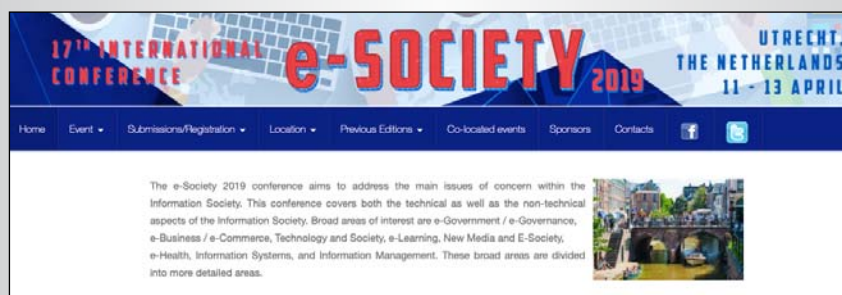 17TH INTERNATIONAL
CONFERENCE
e-SOCIETY 2019
UTRECHT,
THE NETHERLANDS
11 - 13 APRIL
Home Event Submissions/Registration Location Previous Editions Co-located events Sponsors Contacts
The e-Society 2019 conference aims to address the main issues of concern within the
Information Society. This conference covers both the technical as well as the non-technical
aspects of the Information Society. Broad areas of interest are e-Government / e-Governance,
e-Business / e-Commerce, Technology and Society, e-Learning, New Media and E-Society,
e-Health, Information Systems, and Information Management. These broad areas are divided
into more detailed areas.